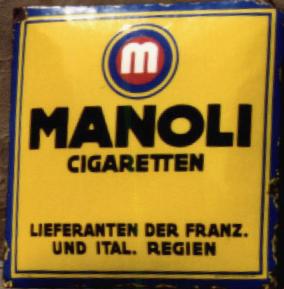 m
MANOLI
CIGARETTEN
LIEFERANTEN DER FRANZ.
UND ITAL. REGIEN